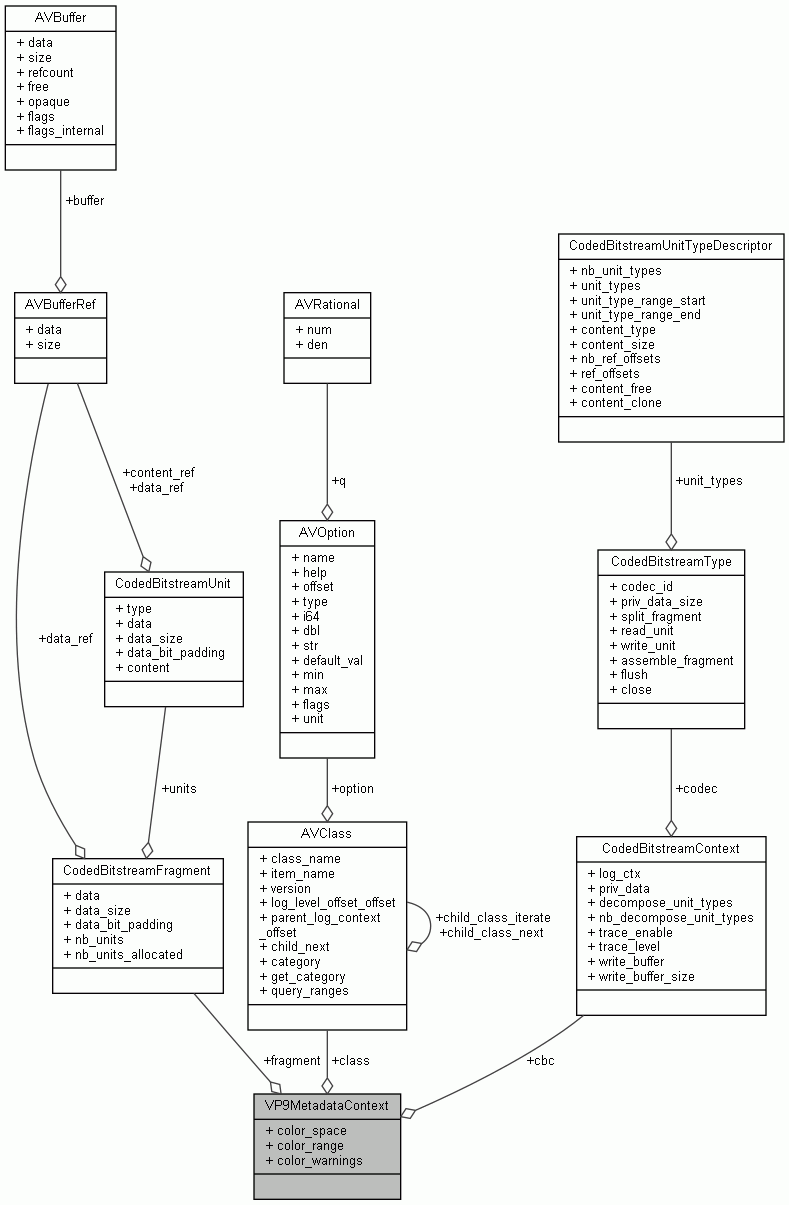 AVBuffer
+ data
+ size
+ refcount
+ free
+ opaque
+ flags
+ flags_internal
+buffer
AVBufferRef
+ data
+ size
AVRational
+ num
+ den
CodedBitstreamUnitTypeDescriptor
+ nb_unit_types
+ unit_types
+ unit_type_range_start
+ unit_type_range_end
+ content_type
+ content_size
+ nb_ref_offsets
+ ref_offsets
+ content_free
+ content_clone
+content_ref
+data_ref
+q
+unit_types
CodedBitstreamUnit
+ type
+ data
+ data_size
+ data_bit_padding
+ content
+data_ref
AVOption
+ name
+ help
+ offset
+ type
+ i64
+ dbl
+ str
+ default_val
+ min
+ max
+ flags
+ unit
CodedBitstreamType
+ codec_id
+ priv_data_size
+ split_fragment
+ read_unit
+ write_unit
+ assemble_fragment
+ flush
+ close
+units
+option
+codec
CodedBitstreamFragment
+ data
+ data_size
+ data_bit_padding
+ nb_units
+ nb_units_allocated
AVClass
+ class_name
+ item_name
+ version
+ log_level_offset_offset
+ parent_log_context
_offset
+ child_next
+ category
+ get_category
+ query_ranges
+child_class_iterate
+child_class_next
CodedBitstreamContext
+ log_ctx
+ priv_data
+ decompose_unit_types
+ nb_decompose_unit_types
+ trace_enable
+ trace_level
+ write_buffer
+ write_buffer_size
+fragment
+class
+cbc
VP9MetadataContext
+ color_space
+ color_range
+ color_warnings